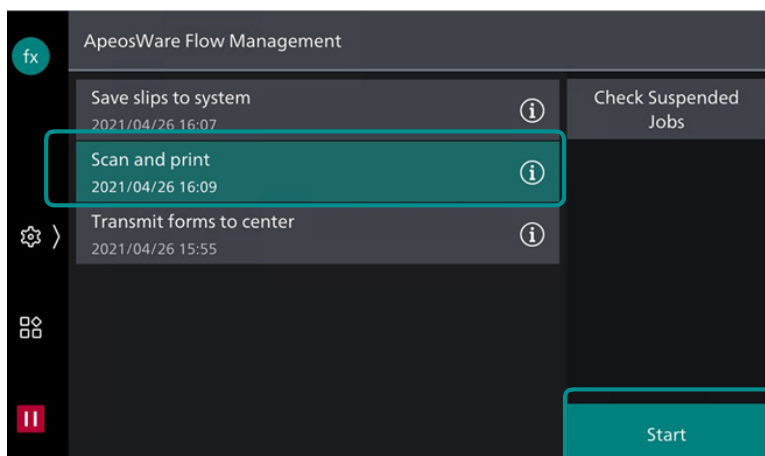 fx
ApeosWare Flow Management
Save slips to system
2021/04/26 16:07
Check Suspended
Jobs
Scan and print
2021/04/26 16:09
Transmit forms to center
2021/04/26 15:55
Start